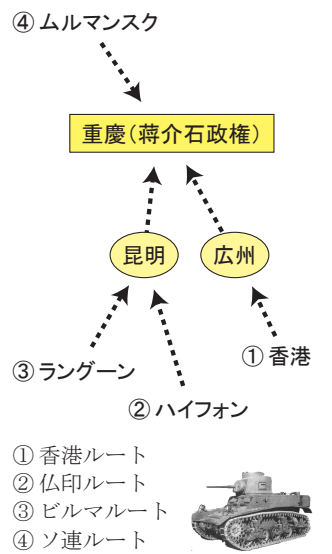 ④ ムルマンスク
重慶(蒋介石政権)
昆明
広州
① 香港
③ ラングーン
② ハイフォン
① 香港ルート
② 仏印ルート
③ ビルマルート
④ ソ連ルート